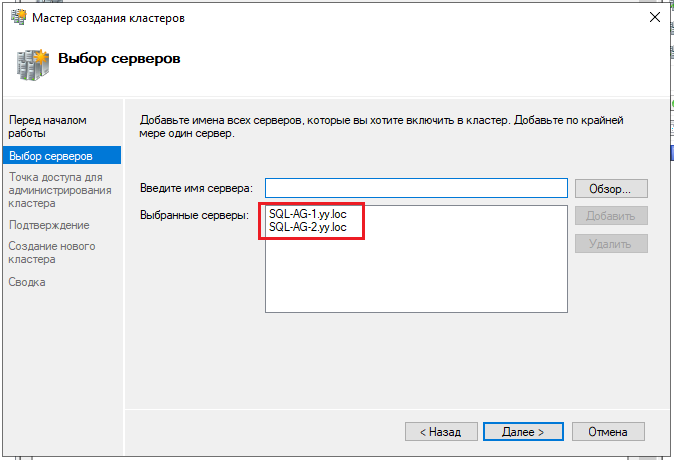 Мастер создания кластеров
Выбор серверов
Перед началом
работы
Выбор серверов
Точка доступа для
администрирования
кластера
Подтверждение
Создание нового
кластера
Сводка
Добавьте имена всех серверов, которые вы хотите включить в кластер. Добавьте по крайней
мере один сервер.
Введите имя сервера:
Обзор...
Выбранные серверы:
SQL-AG-1.yy.loc
SQL-AG-2.yy.loc
Добавить
Удалить
< Назад
Далее >
Отмена